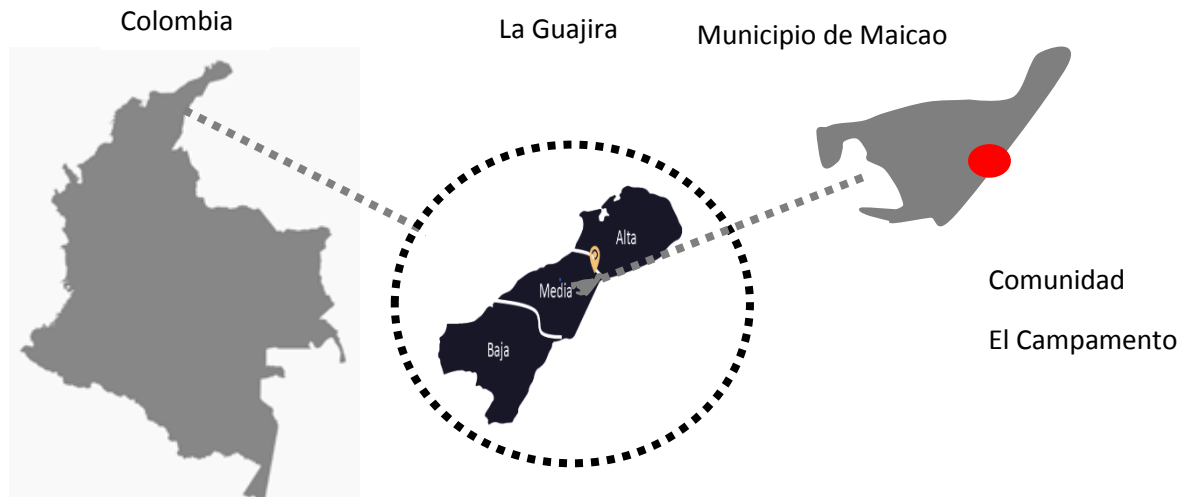 Colombia
La Guajira
Municipio de Maicao
Alta
Media
Baja
Comunidad
El Campamento